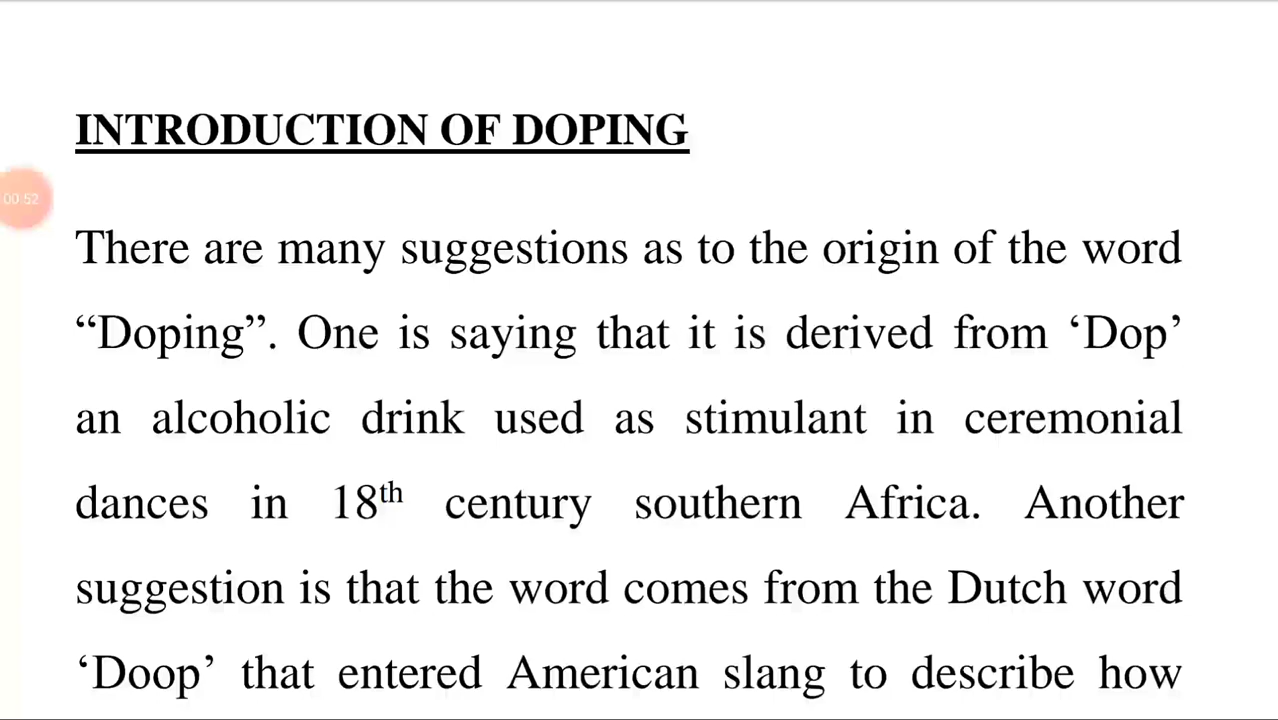 INTRODUCTION OF DOPING
00:52
There are many suggestions as to the origin of the word
“Doping”. One is saying that it is derived from ‘Dop’
an alcoholic drink used as stimulant in ceremonial
dances in 18th century southern Africa. Another
suggestion is that the word comes from the Dutch word
‘Doop’ that entered American slang to describe how